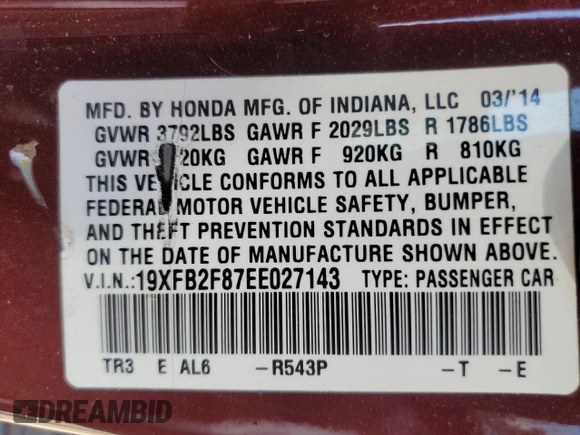 MFD. BY HONDA MFG. OF INDIANA, LLC 03/'14
GVWR 3792LBS GAWR F 2029LBS R 1786LBS
GVWR 20KG GAWR F 920KG R 810KG
THIS VEHICLE CONFORMS TO ALL APPLICABLE
FEDERAL MOTOR VEHICLE SAFETY, BUMPER,
AND THEFT PREVENTION STANDARDS IN EFFECT
ON THE DATE OF MANUFACTURE SHOWN ABOVE.
V.I.N.:19XFB2F87EE027143 TYPE: PASSENGER CAR
TR3 E AL6 -R543P -T -E
DREAMBID